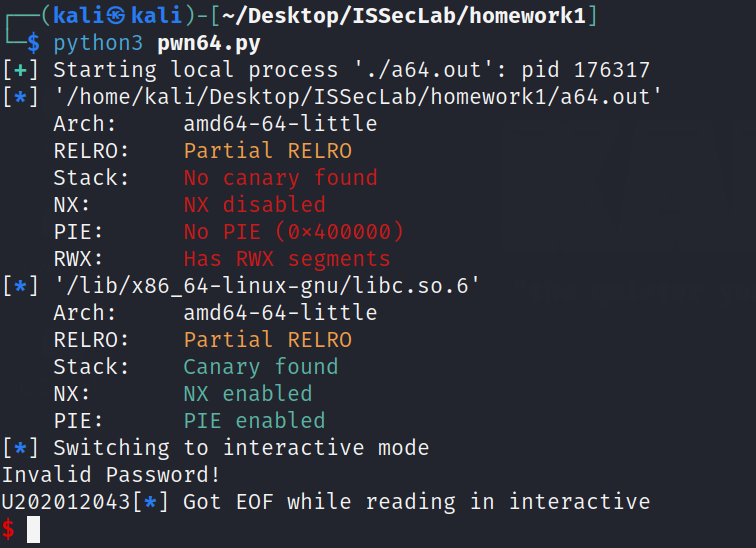 ┌──(kali㉿kali)-[~/Desktop/ISSecLab/homework1]
└─$ python3 pwn64.py
[+] Starting local process './a64.out': pid 176317
[*] '/home/kali/Desktop/ISSecLab/homework1/a64.out'
    Arch:     amd64-64-little
    RELRO:    Partial RELRO
    Stack:    No canary found
    NX:       NX disabled
    PIE:      No PIE (0×400000)
    RWX:      Has RWX segments
[*] '/lib/x86_64-linux-gnu/libc.so.6'
    Arch:     amd64-64-little
    RELRO:    Partial RELRO
    Stack:    Canary found
    NX:       NX enabled
    PIE:      PIE enabled
[*] Switching to interactive mode
Invalid Password!
U202012043[*] Got EOF while reading in interactive
$